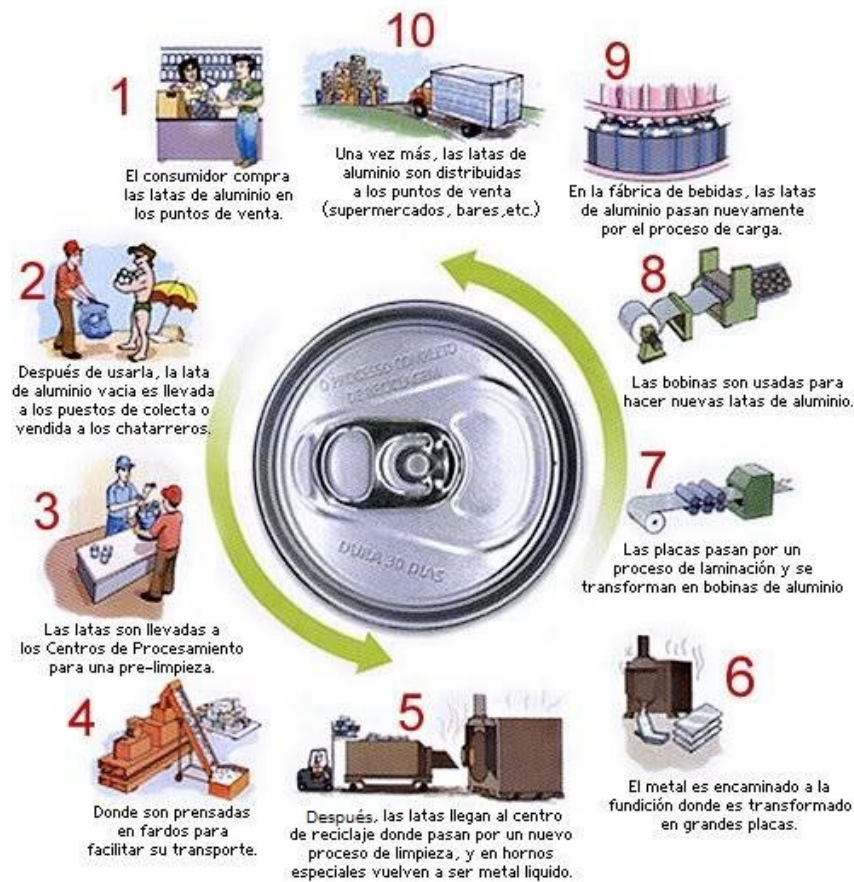 1
El consumidor compra
las latas de aluminio en
los puntos de venta.
2
Después de usarla, la lata
de aluminio vacia es llevada
a los puestos de colecta o
vendida a los chatarreros.
3
Las latas son llevadas a
los Centros de Procesamiento
para una pre-limpieza.
4
Donde son prensadas
en fardos para
facilitar su transporte.
5
Después, las latas llegan al centro
de reciclaje donde pasan por un nuevo
proceso de limpieza, y en hornos
especiales vuelven a ser metal liquido.
6
El metal es encaminado a la
fundición donde es transformado
en grandes placas.
7
Las placas pasan por un
proceso de laminación y se
transforman en bobinas de aluminio
8
Las bobinas son usadas para
hacer nuevas latas de aluminio.
9
En la fábrica de bebidas, las latas
de aluminio pasan nuevamente
por el proceso de carga.
10
Una vez más, las latas de
aluminio son distribuidas
a los puntos de venta
(supermercados, bares,etc.)
O PROCESSO COMPLETO
DE RECICLAGEM
DURA 30 DIAS